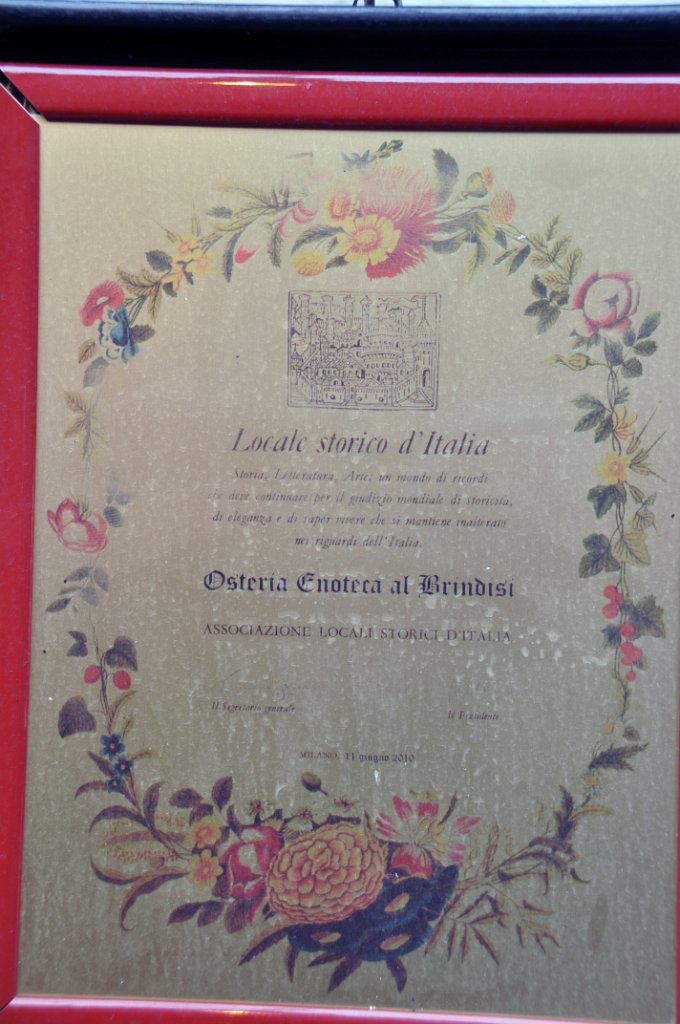 Locale storico d'Italia
Storia, Letteratura, Arte: un mondo di ricordi
che deve continuare per il giudizio mondiale di storicità,
di eleganza e di saper vivere che si mantiene inalterato
nei riguardi dell'Italia.
Osteria Enoteca al Brindisi
ASSOCIAZIONE LOCALI STORICI D'ITALIA
Il Segretario generale
Il Presidente
MILANO, 11 giugno 2010